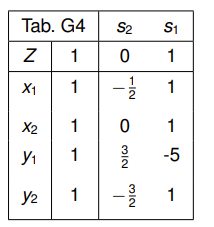 Tab. G4 s₂ s₁
Z 1 0 1
x₁ 1 −1/2 1
x₂ 1 0 1
y₁ 1 3/2 -5
y₂ 1 −3/2 1